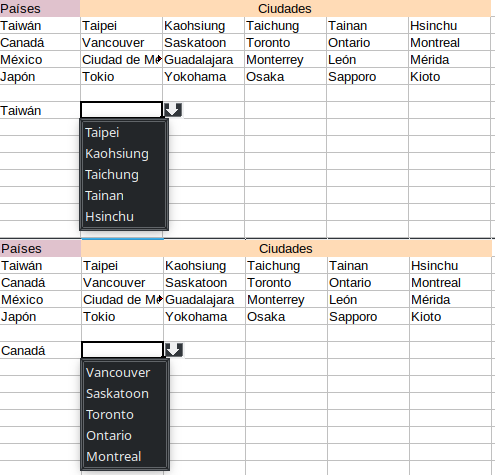 Países Ciudades
Taiwán Taipei Kaohsiung Taichung Tainan Hsinchu
Canadá Vancouver Saskatoon Toronto Ontario Montreal
México Ciudad de Mé Guadalajara Monterrey León Mérida
Japón Tokio Yokohama Osaka Sapporo Kioto
Taiwán
Taipei
Kaohsiung
Taichung
Tainan
Hsinchu
Países Ciudades
Taiwán Taipei Kaohsiung Taichung Tainan Hsinchu
Canadá Vancouver Saskatoon Toronto Ontario Montreal
México Ciudad de Mé Guadalajara Monterrey León Mérida
Japón Tokio Yokohama Osaka Sapporo Kioto
Canadá
Vancouver
Saskatoon
Toronto
Ontario
Montreal